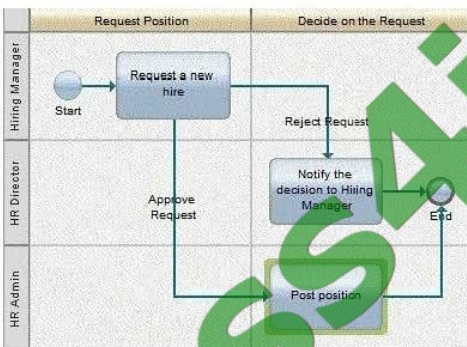 Request Position
Decide on the Request
Hiring Manager
Request a new
hire
Start
Reject Request
HR Director
Notify the
decision to Hiring
Manager
Approve
Request
End
HR Admin
Post position